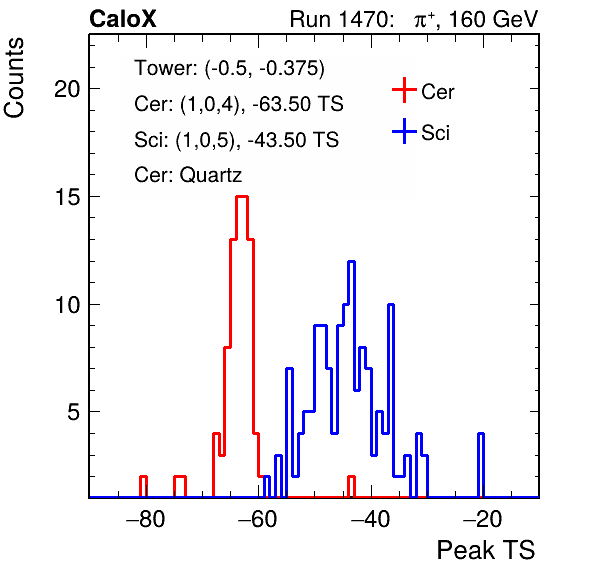 CaloX Run 1470: π⁺, 160 GeV
Counts
Tower: (-0.5, -0.375)
Cer: (1,0,4), -63.50 TS
Sci: (1,0,5), -43.50 TS
Cer: Quartz
Cer
Sci
20
15
10
5
−80 −60 −40 −20
Peak TS